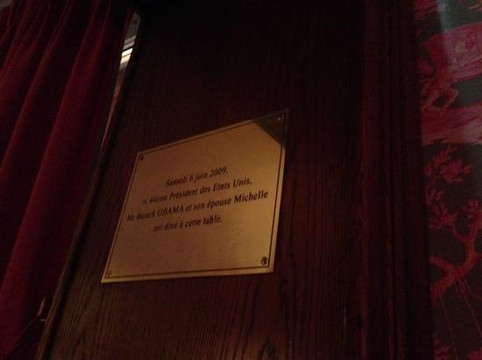 Samedi 6 juin 2009,
le 44ème Président des Etats Unis,
Mr Barack OBAMA et son épouse Michelle
ont dîné à cette table.